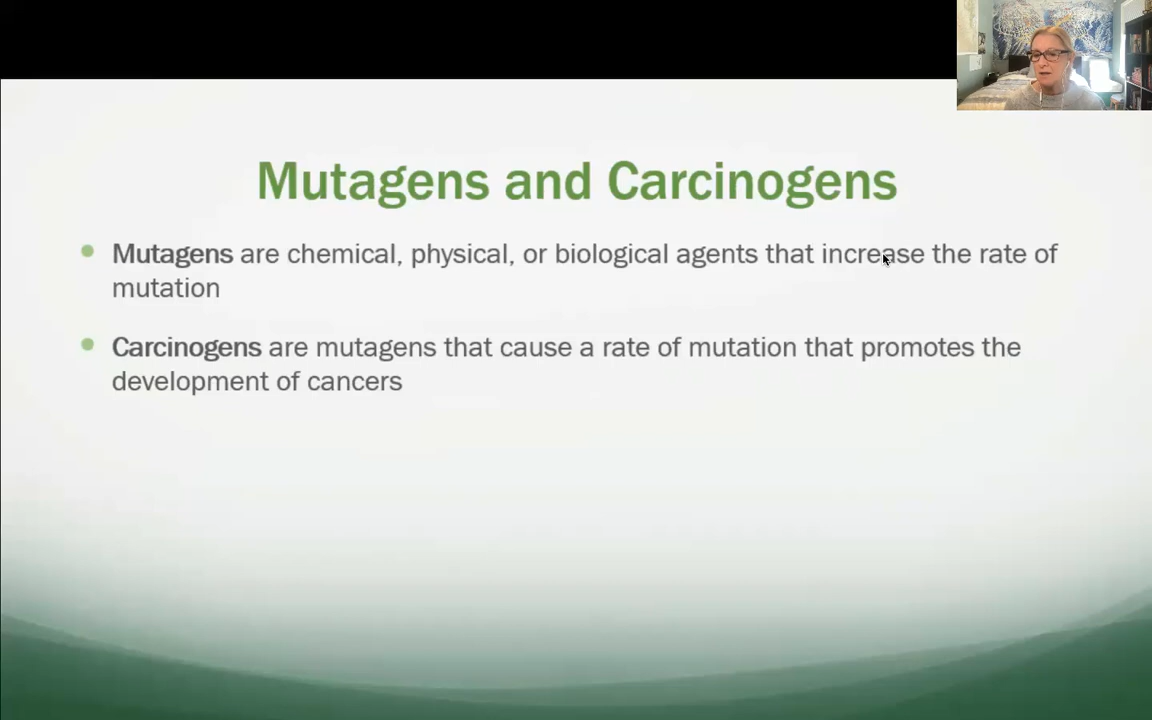 Mutagens and Carcinogens
Mutagens are chemical, physical, or biological agents that increase the rate of
mutation
Carcinogens are mutagens that cause a rate of mutation that promotes the
development of cancers